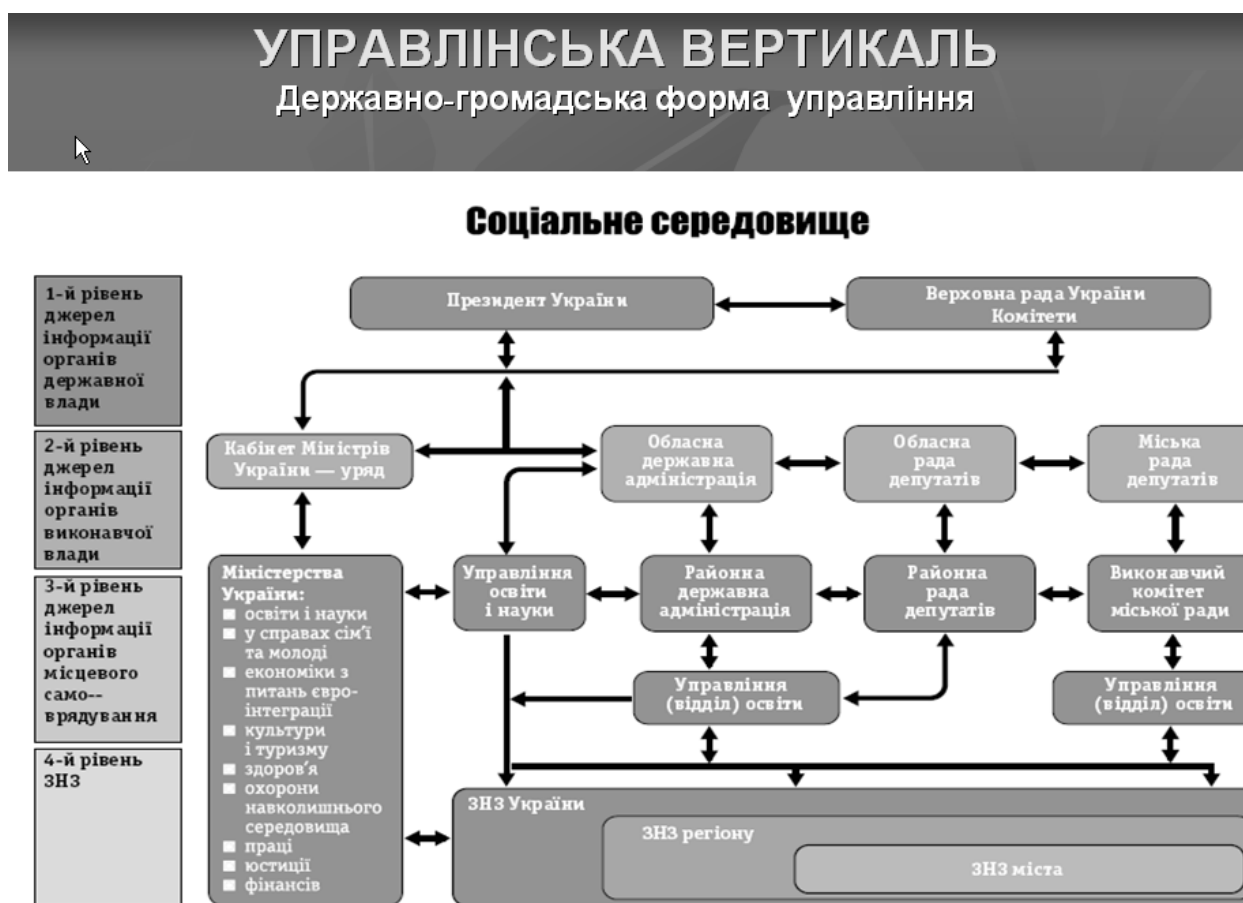 УПРАВЛІНСЬКА ВЕРТИКАЛЬ
Державно-громадська форма управління
Соціальне середовище
1-й рівень
джерел
інформації
органів
державної
влади
Президент України
Верховна рада України
Комітети
2-й рівень
джерел
інформації
органів
виконавчої
влади
Кабінет Міністрів
України — уряд
Обласна
державна
адміністрація
Обласна
рада
депутатів
Міська
рада
депутатів
3-й рівень
джерел
інформації
органів
місцевого
само--
врядування
Міністерства
України:
освіти і науки
у справах сім’ї
та молоді
економіки з
питань євро-
інтеграції
культури
і туризму
здоров’я
охорони
навколишнього
середовища
праці
юстиції
фінансів
Управління
освіти
і науки
Районна
державна
адміністрація
Районна
рада
депутатів
Виконавчий
комітет
міської ради
Управління
(відділ) освіти
Управління
(відділ) освіти
4-й рівень
ЗНЗ
ЗНЗ України
ЗНЗ регіону
ЗНЗ міста